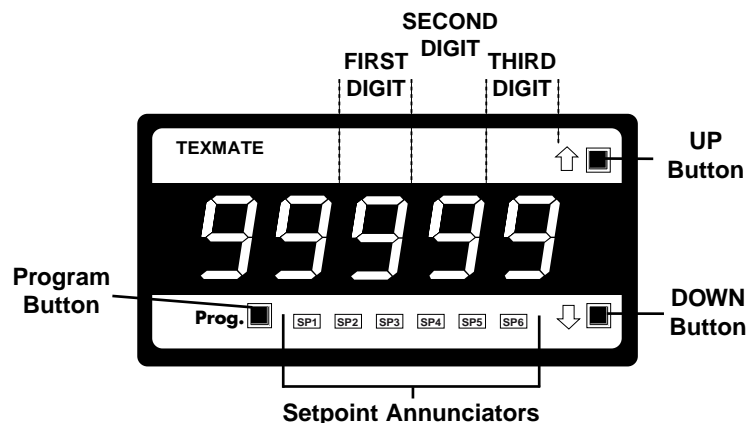 SECOND
DIGIT
FIRST
DIGIT
THIRD
DIGIT
TEXMATE
UP
Button
99999
Program
Button
Prog.
SP1 SP2 SP3 SP4 SP5 SP6
DOWN
Button
Setpoint Annunciators